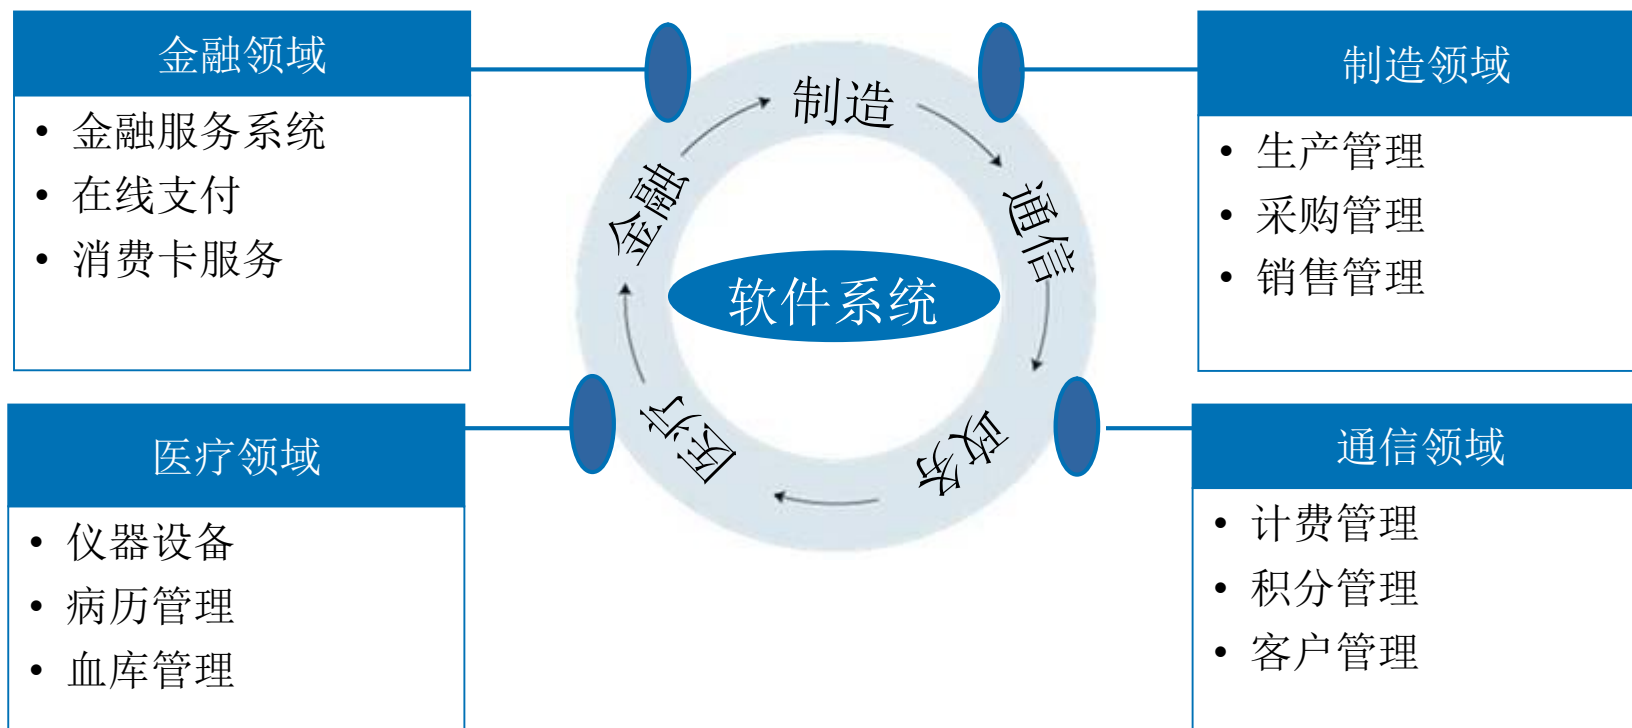 金融领域
• 金融服务系统
• 在线支付
• 消费卡服务
制造领域
• 生产管理
• 采购管理
• 销售管理
制造
通信
政务
医疗
金融
软件系统
医疗领域
• 仪器设备
• 病历管理
• 血库管理
通信领域
• 计费管理
• 积分管理
• 客户管理